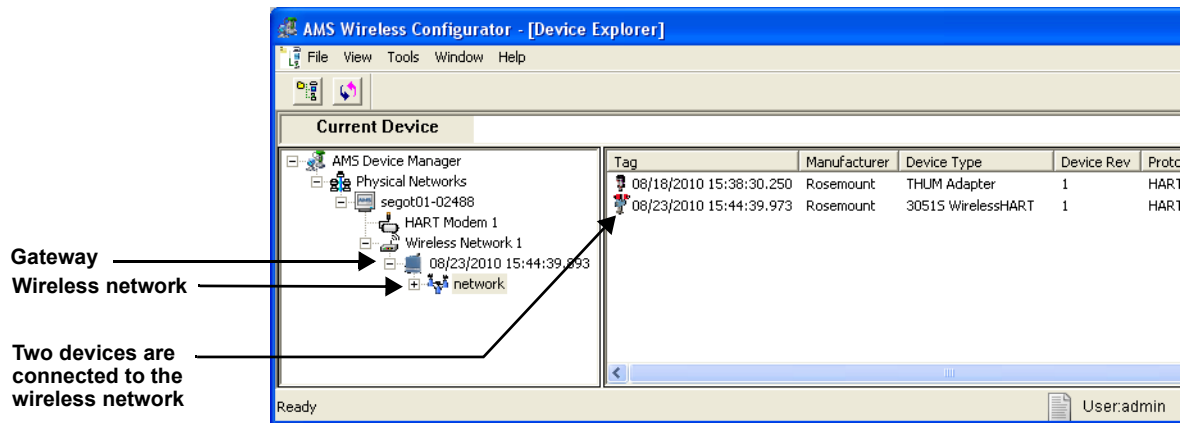 AMS Wireless Configurator - [Device Explorer]
File View Tools Window Help
Current Device
AMS Device Manager
Physical Networks
segot01-02488
HART Modem 1
Wireless Network 1
08/23/2010 15:44:39.893
network
Tag Manufacturer Device Type Device Rev Proto
08/18/2010 15:38:30.250 Rosemount THUM Adapter 1 HART
08/23/2010 15:44:39.973 Rosemount 3051S WirelessHART 1 HART
Gateway
Wireless network
Two devices are
connected to the
wireless network
Ready User:admin